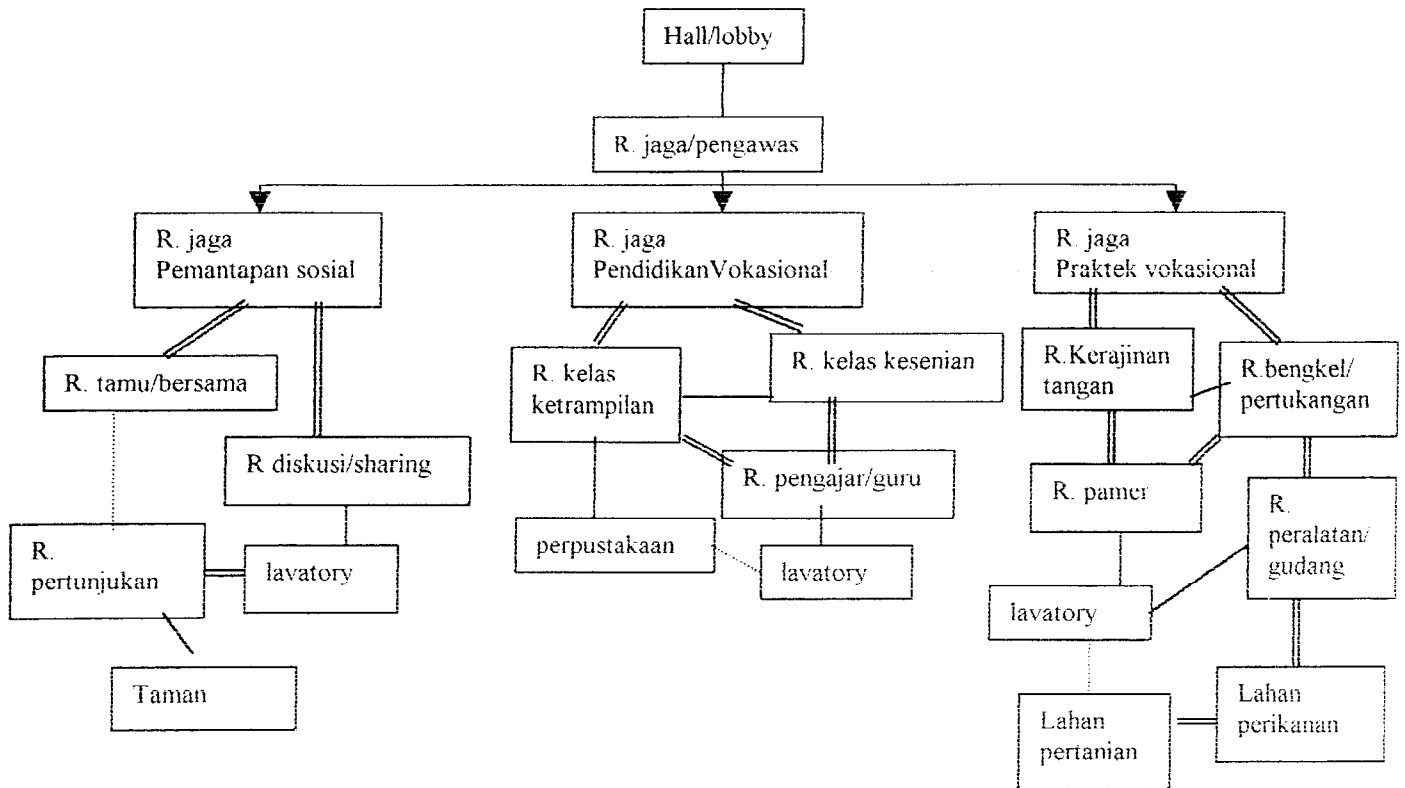 Hall/lobby
R. jaga/pengawas
R. jaga
Pemantapan sosial
R. jaga
PendidikanVokasional
R. jaga
Praktek vokasional
R. tamu/bersama
R. kelas
ketrampilan
R. kelas kesenian
R.Kerajinan
tangan
R.bengkel/
pertukangan
R diskusi/sharing
R. pengajar/guru
R. pamer
R.
peralatan/
gudang
R.
pertunjukan
lavatory
perpustakaan
lavatory
lavatory
Taman
Lahan
pertanian
Lahan
perikanan